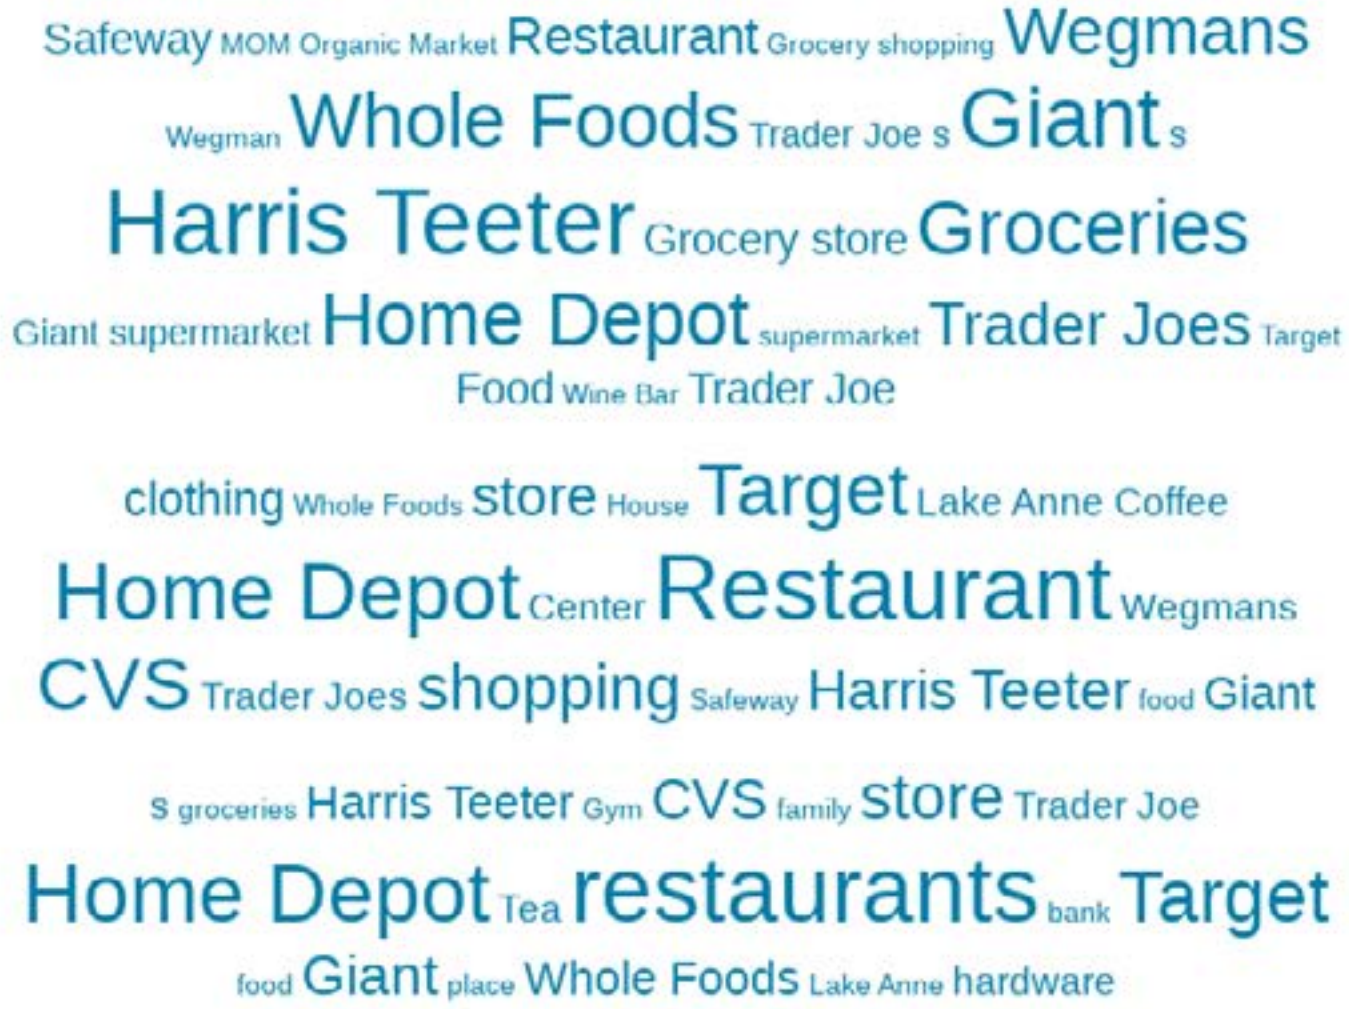 Safeway MOM Organic Market Restaurant Grocery shopping Wegmans
Wegman Whole Foods Trader Joe s Giant s
Harris Teeter Grocery store Groceries
Giant supermarket Home Depot supermarket Trader Joes Target
Food Wine Bar Trader Joe
clothing Whole Foods store House Target Lake Anne Coffee
Home Depot Center Restaurant Wegmans
CVS Trader Joes shopping Safeway Harris Teeter food Giant
s groceries Harris Teeter Gym CVS family store Trader Joe
Home Depot Tea restaurants bank Target
food Giant place Whole Foods Lake Anne hardware